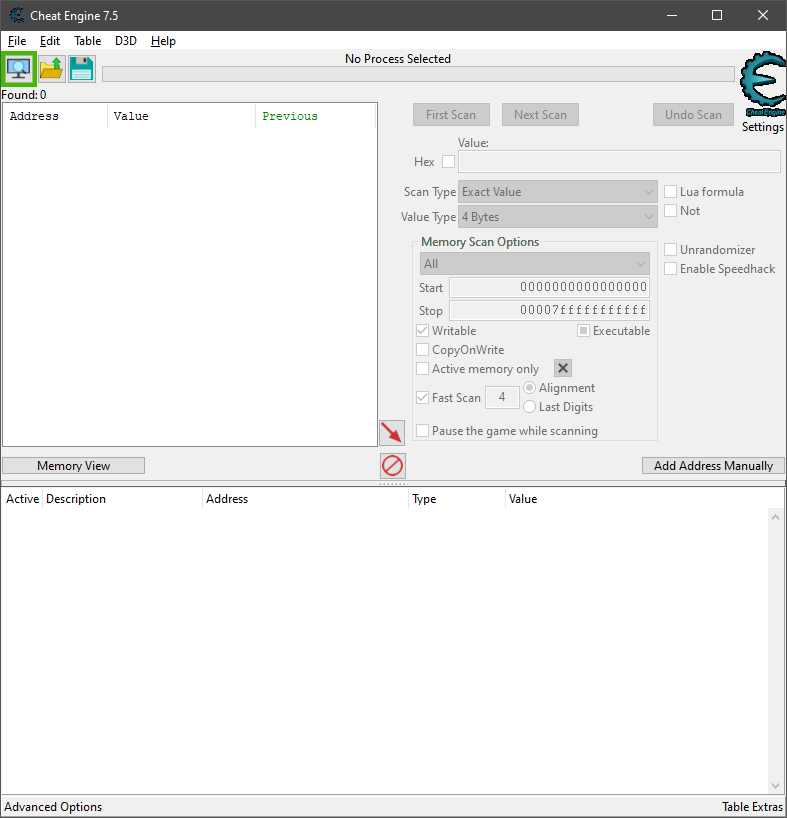 Cheat Engine 7.5
File Edit Table D3D Help
No Process Selected
Found: 0
Address Value Previous
First Scan Next Scan Undo Scan
Cheat Engine
Settings
Value:
Hex
Scan Type Exact Value Lua formula
Value Type 4 Bytes Not
Memory Scan Options
All
Unrandomizer
Enable Speedhack
Start 0000000000000000
Stop 00007fffffffffff
Writable Executable
CopyOnWrite
Active memory only
Fast Scan 4 Alignment
Last Digits
Pause the game while scanning
Memory View Add Address Manually
Active Description Address Type Value
Advanced Options Table Extras